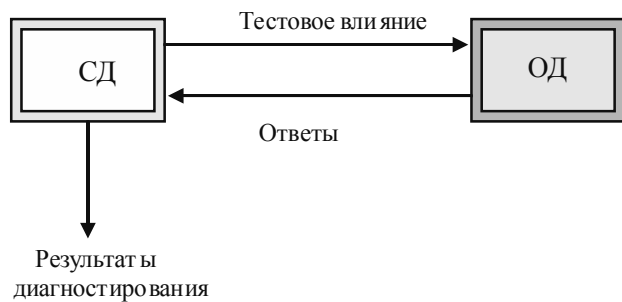 Тестовое влияние
СД
ОД
Ответы
Результаты
диагностирования